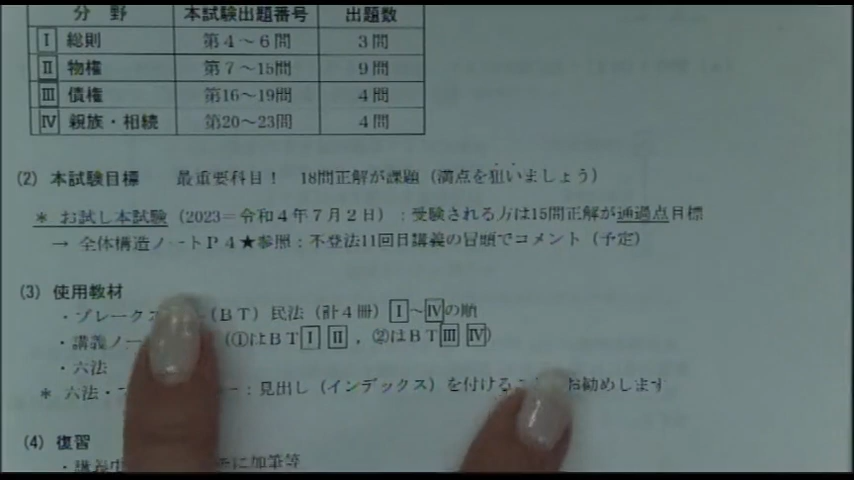 分 野 本試験出題番号 出題数
Ⅰ 総則 第４～６問 ３問
Ⅱ 物権 第７～15問 ９問
Ⅲ 債権 第16～19問 ４問
Ⅳ 親族・相続 第20～23問 ４問
(2) 本試験目標 最重要科目！ 18問正解が課題（満点を狙いましょう）
＊ お試し本試験（2023＝令和４年７月２日）：受験される方は15問正解が通過点目標
→ 全体構造ノートＰ４★参照：不登法11回目講義の冒頭でコメント（予定）
(3) 使用教材
・ブレークス（ＢＴ）民法（計４冊）Ⅰ～Ⅳの順
・講義ノー（①はＢＴⅠ Ⅱ，②はＢＴⅢ Ⅳ）
・六法
＊ 六法・ ：見出し（インデックス）を付けるこ お勧めします
(4) 復習
・講義中 に加筆等